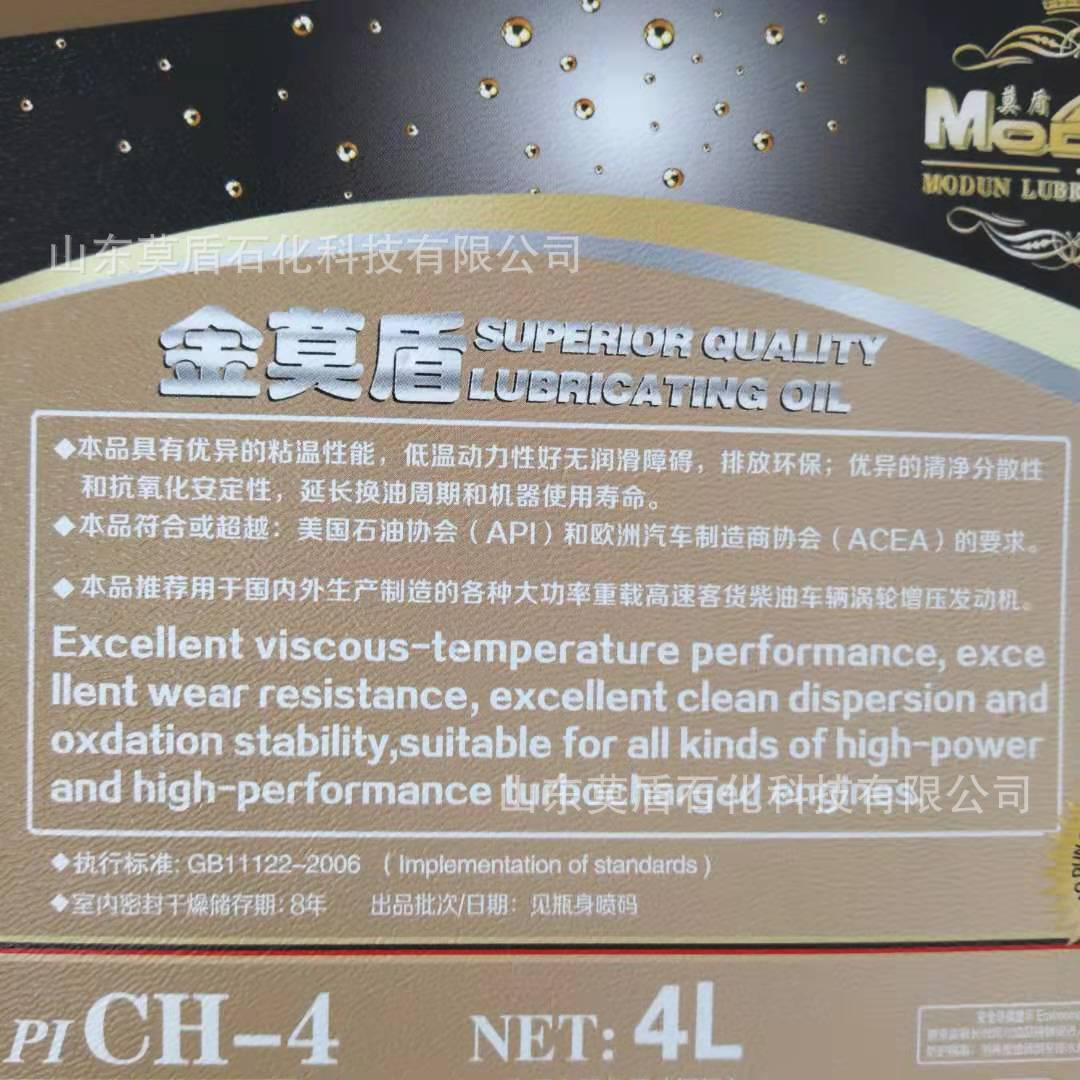 莫盾
MODUN LUBR
山东莫盾石化科技有限公司
金莫盾 SUPERIOR QUALITY
LUBRICATING OIL
◆本品具有优异的粘温性能，低温动力性好无润滑障碍，排放环保；优异的清净分散性
和抗氧化安定性，延长换油周期和机器使用寿命。
◆本品符合或超越：美国石油协会（API）和欧洲汽车制造商协会（ACEA）的要求。
◆本品推荐用于国内外生产制造的各种大功率重载高速客货柴油车辆涡轮增压发动机。
Excellent viscous-temperature performance, exce
llent wear resistance, excellent clean dispersion and
oxdation stability,suitable for all kinds of high-power
and high-performance turbocharged engines.
山东莫盾石化科技有限公司
◆执行标准: GB11122-2006 （Implementation of standards）
◆室内密封干燥储存期: 8年 出品批次/日期: 见瓶身喷码
PI CH-4 NET: 4L